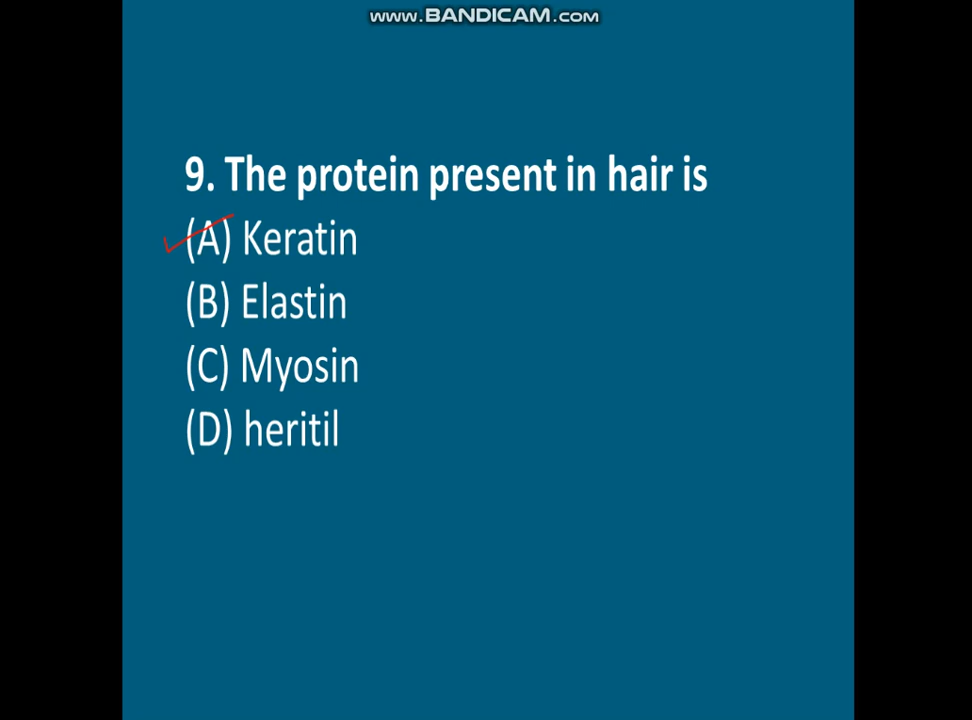 www.BANDICAM.com
9. The protein present in hair is
(A) Keratin
(B) Elastin
(C) Myosin
(D) heritil